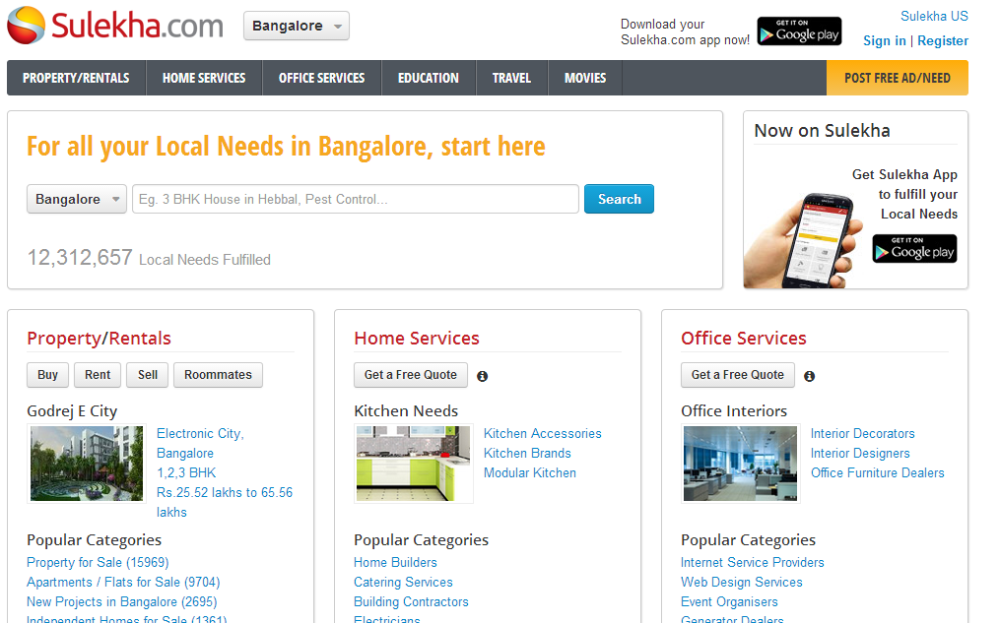 Sulekha.com
Bangalore
Download your
Sulekha.com app now!
GET IT ON
Google play
Sulekha US
Sign in | Register
PROPERTY/RENTALS
HOME SERVICES
OFFICE SERVICES
EDUCATION
TRAVEL
MOVIES
POST FREE AD/NEED
For all your Local Needs in Bangalore, start here
Bangalore
Eg. 3 BHK House in Hebbal, Pest Control...
Search
12,312,657 Local Needs Fulfilled
Now on Sulekha
Get Sulekha App
to fulfill your
Local Needs
GET IT ON
Google play
Property/Rentals
Buy
Rent
Sell
Roommates
Godrej E City
Electronic City,
Bangalore
1,2,3 BHK
Rs.25.52 lakhs to 65.56
lakhs
Popular Categories
Property for Sale (15969)
Apartments / Flats for Sale (9704)
New Projects in Bangalore (2695)
Independent Homes for Sale (1361)
Home Services
Get a Free Quote
Kitchen Needs
Kitchen Accessories
Kitchen Brands
Modular Kitchen
Popular Categories
Home Builders
Catering Services
Building Contractors
Electricians
Office Services
Get a Free Quote
Office Interiors
Interior Decorators
Interior Designers
Office Furniture Dealers
Popular Categories
Internet Service Providers
Web Design Services
Event Organisers
Generator Dealers